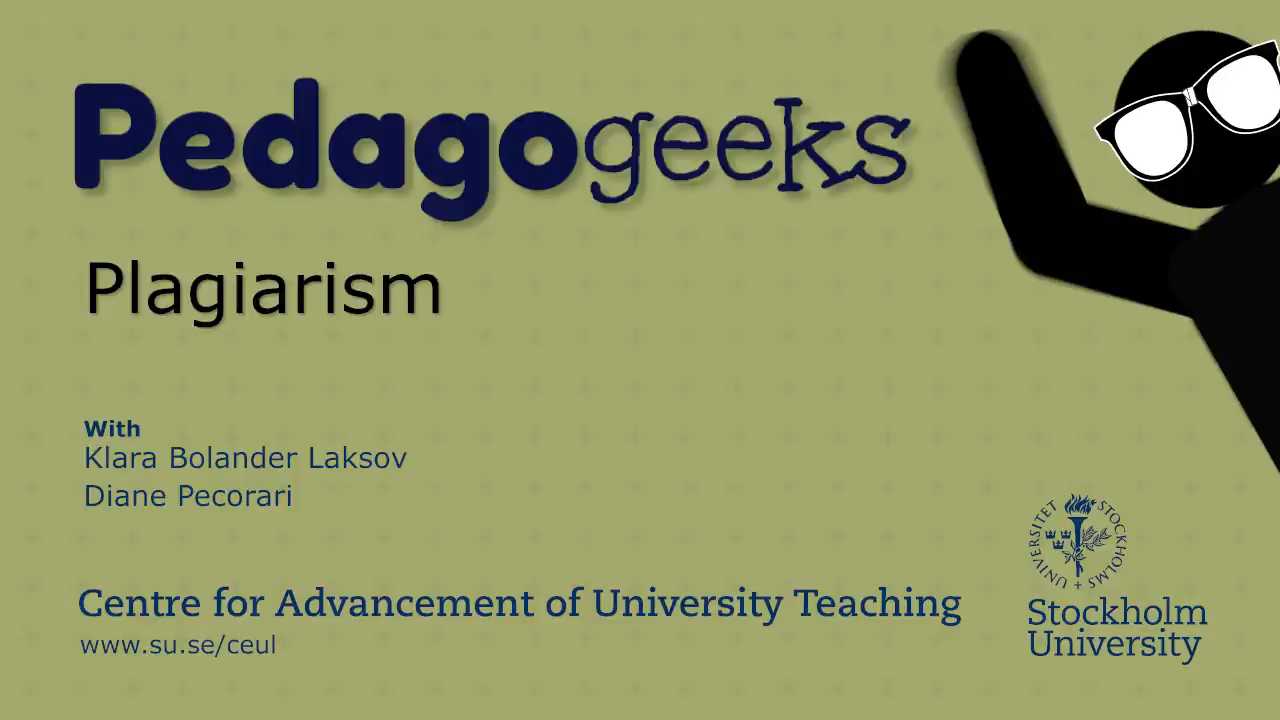 Pedagogeeks
Plagiarism
With
Klara Bolander Laksov
Diane Pecorari
Centre for Advancement of University Teaching
www.su.se/ceul
STOCKHOLMS UNIVERSITET
Stockholm
University